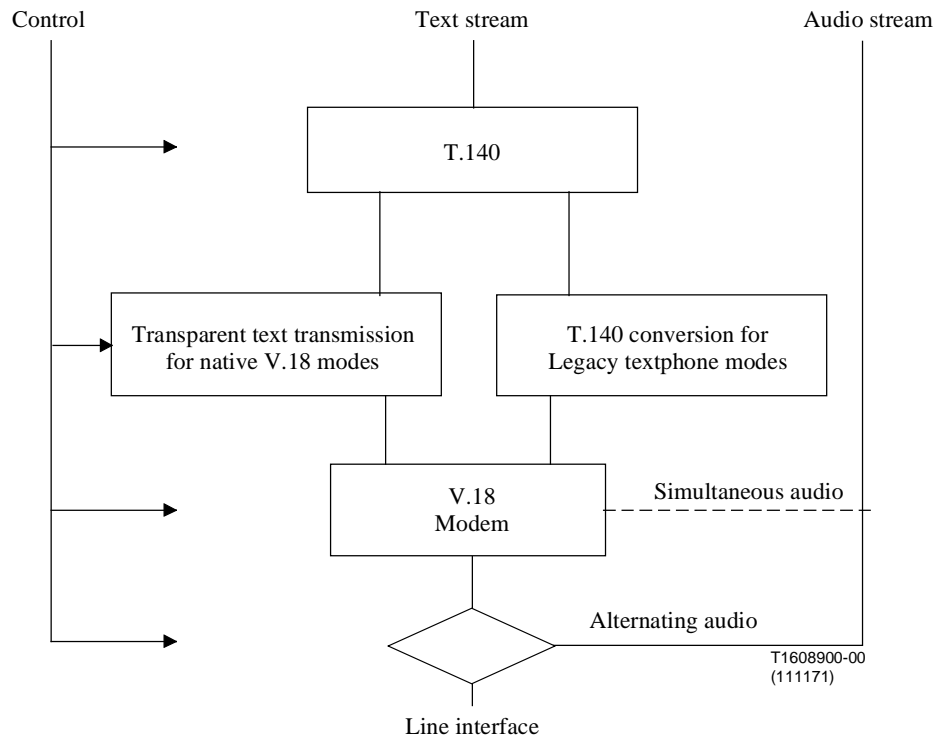 Control
Text stream
Audio stream
T.140
Transparent text transmission
for native V.18 modes
T.140 conversion for
Legacy textphone modes
V.18
Modem
Simultaneous audio
Alternating audio
T1608900-00
(111171)
Line interface